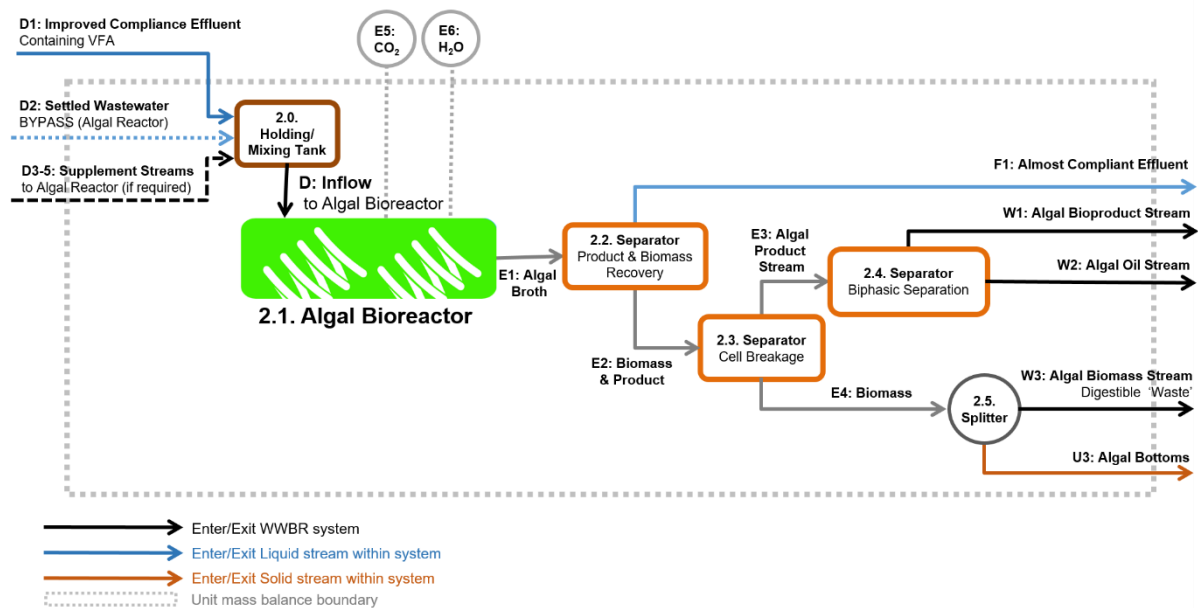 D1: Improved Compliance Effluent
Containing VFA
E5:
CO₂
E6:
H₂O
D2: Settled Wastewater
BYPASS (Algal Reactor)
2.0.
Holding/
Mixing Tank
D3-5: Supplement Streams
to Algal Reactor (if required)
D: Inflow
to Algal Bioreactor
F1: Almost Compliant Effluent
W1: Algal Bioproduct Stream
2.2. Separator
Product & Biomass
Recovery
E3: Algal
Product
Stream
2.4. Separator
Biphasic Separation
W2: Algal Oil Stream
E1: Algal
Broth
2.1. Algal Bioreactor
2.3. Separator
Cell Breakage
E2: Biomass
& Product
E4: Biomass
2.5.
Splitter
W3: Algal Biomass Stream
Digestible ‘Waste’
U3: Algal Bottoms
Enter/Exit WWBR system
Enter/Exit Liquid stream within system
Enter/Exit Solid stream within system
Unit mass balance boundary